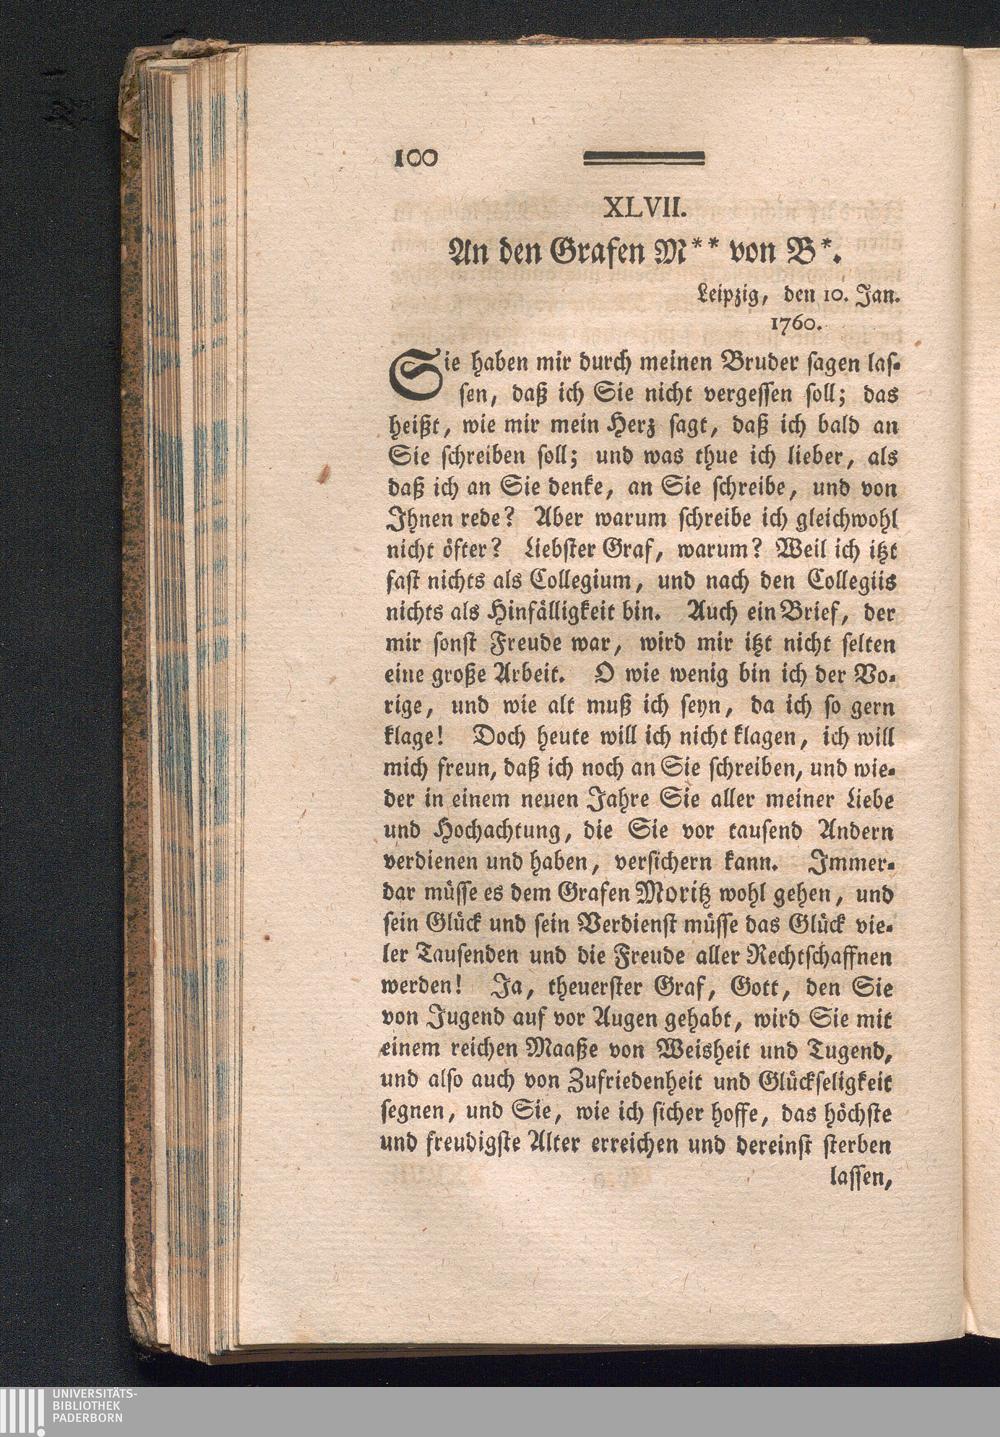 100
XLVII.
An den Grafen M** von B*.
Leipzig, den 10. Jan.
1760.
Sie haben mir durch meinen Bruder sagen las-
sen, daß ich Sie nicht vergessen soll; das
heißt, wie mir mein Herz sagt, daß ich bald an
Sie schreiben soll; und was thue ich lieber, als
daß ich an Sie denke, an Sie schreibe, und von
Ihnen rede? Aber warum schreibe ich gleichwohl
nicht öfter? Liebster Graf, warum? Weil ich itzt
fast nichts als Collegium, und nach den Collegiis
nichts als Hinfälligkeit bin. Auch ein Brief, der
mir sonst Freude war, wird mir itzt nicht selten
eine große Arbeit. O wie wenig bin ich der Vo-
rige, und wie alt muß ich seyn, da ich so gern
klage! Doch heute will ich nicht klagen, ich will
mich freun, daß ich noch an Sie schreiben, und wie-
der in einem neuen Jahre Sie aller meiner Liebe
und Hochachtung, die Sie vor tausend Andern
verdienen und haben, versichern kann. Immer-
dar müsse es dem Grafen Moritz wohl gehen, und
sein Glück und sein Verdienst müsse das Glück vie-
ler Tausenden und die Freude aller Rechtschaffnen
werden! Ja, theuerster Graf, Gott, den Sie
von Jugend auf vor Augen gehabt, wird Sie mit
einem reichen Maaße von Weisheit und Tugend,
und also auch von Zufriedenheit und Glückseligkeit
segnen, und Sie, wie ich sicher hoffe, das höchste
und freudigste Alter erreichen und dereinst sterben
lassen,
UNIVERSITÄTS-
BIBLIOTHEK
PADERBORN